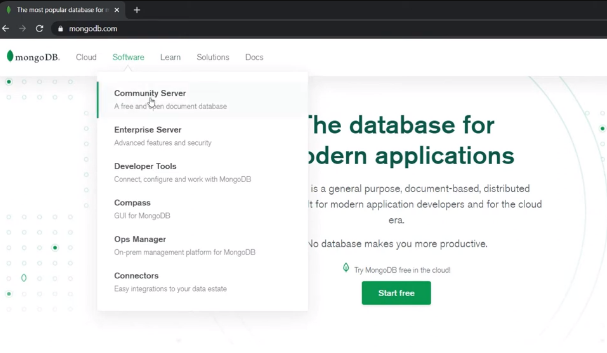 The most popular database for
mongodb.com
mongoDB.
Cloud
Software
Learn
Solutions
Docs
Community Server
A free and open document database
Enterprise Server
Advanced features and security
Developer Tools
Connect, configure and work with MongoDB
Compass
GUI for MongoDB
Ops Manager
On-prem management platform for MongoDB
Connectors
Easy integrations to your data estate
The database for
odern applications
is a general purpose, document-based, distributed
lt for modern application developers and for the cloud
era.
No database makes you more productive.
Try MongoDB free in the cloud!
Start free